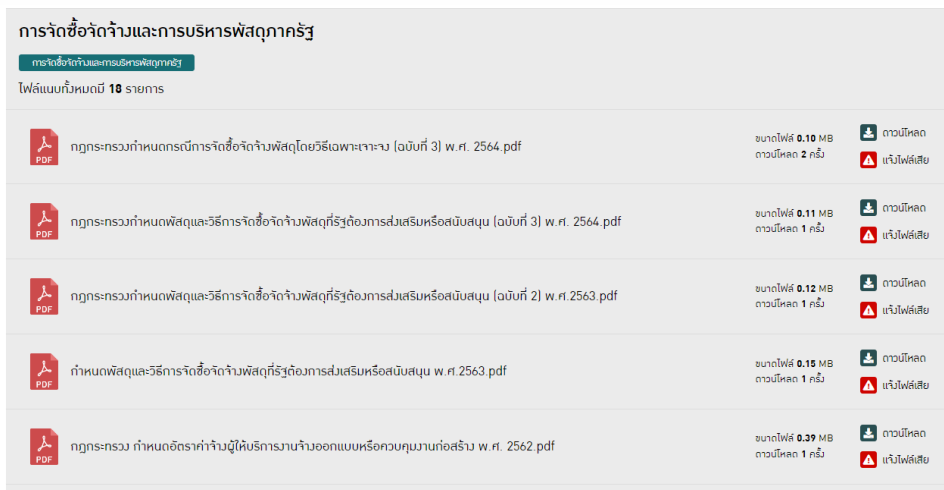 การจัดซื้อจัดจ้างและการบริหารพัสดุภาครัฐ
การจัดซื้อจัดจ้างและการบริหารพัสดุภาครัฐ
ไฟล์แนบทั้งหมดมี 18 รายการ
PDF
กฎกระทรวงกำหนดกรณีการจัดซื้อจัดจ้างพัสดุโดยวิธีเฉพาะเจาะจง (ฉบับที่ 3) พ.ศ. 2564.pdf
ขนาดไฟล์ 0.10 MB
ดาวน์โหลด 2 ครั้ง
ดาวน์โหลด
แจ้งไฟล์เสีย
PDF
กฎกระทรวงกำหนดพัสดุและวิธีการจัดซื้อจัดจ้างพัสดุที่รัฐต้องการส่งเสริมหรือสนับสนุน (ฉบับที่ 3) พ.ศ. 2564.pdf
ขนาดไฟล์ 0.11 MB
ดาวน์โหลด 1 ครั้ง
ดาวน์โหลด
แจ้งไฟล์เสีย
PDF
กฎกระทรวงกำหนดพัสดุและวิธีการจัดซื้อจัดจ้างพัสดุที่รัฐต้องการส่งเสริมหรือสนับสนุน (ฉบับที่ 2) พ.ศ.2563.pdf
ขนาดไฟล์ 0.12 MB
ดาวน์โหลด 1 ครั้ง
ดาวน์โหลด
แจ้งไฟล์เสีย
PDF
กำหนดพัสดุและวิธีการจัดซื้อจัดจ้างพัสดุที่รัฐต้องการส่งเสริมหรือสนับสนุน พ.ศ.2563.pdf
ขนาดไฟล์ 0.15 MB
ดาวน์โหลด 1 ครั้ง
ดาวน์โหลด
แจ้งไฟล์เสีย
PDF
กฎกระทรวง กำหนดอัตราค่าจ้างผู้ให้บริการงานจ้างออกแบบหรือควบคุมงานก่อสร้าง พ.ศ. 2562.pdf
ขนาดไฟล์ 0.39 MB
ดาวน์โหลด 1 ครั้ง
ดาวน์โหลด
แจ้งไฟล์เสีย